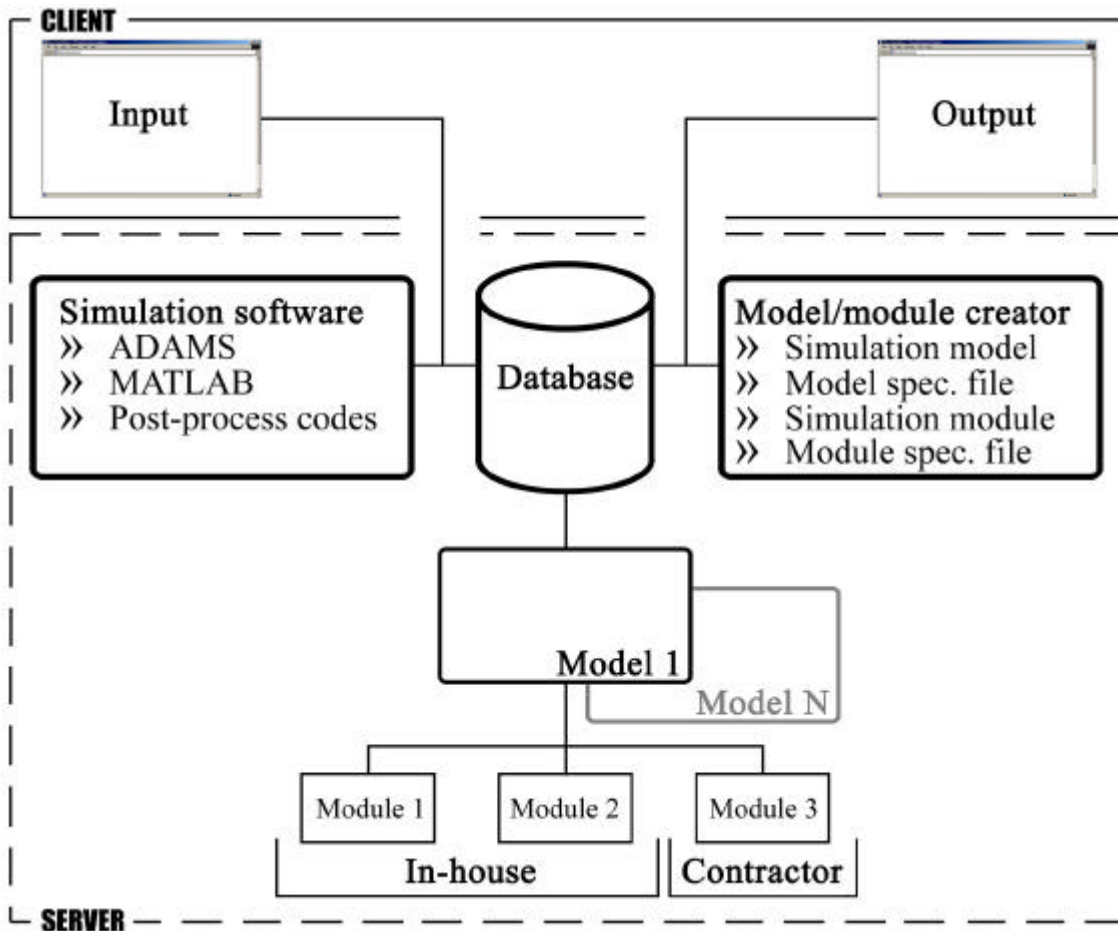 CLIENT
Input
Output
Simulation software
» ADAMS
» MATLAB
» Post-process codes
Database
Model/module creator
» Simulation model
» Model spec. file
» Simulation module
» Module spec. file
Model 1
Model N
Module 1
Module 2
Module 3
In-house
Contractor
SERVER